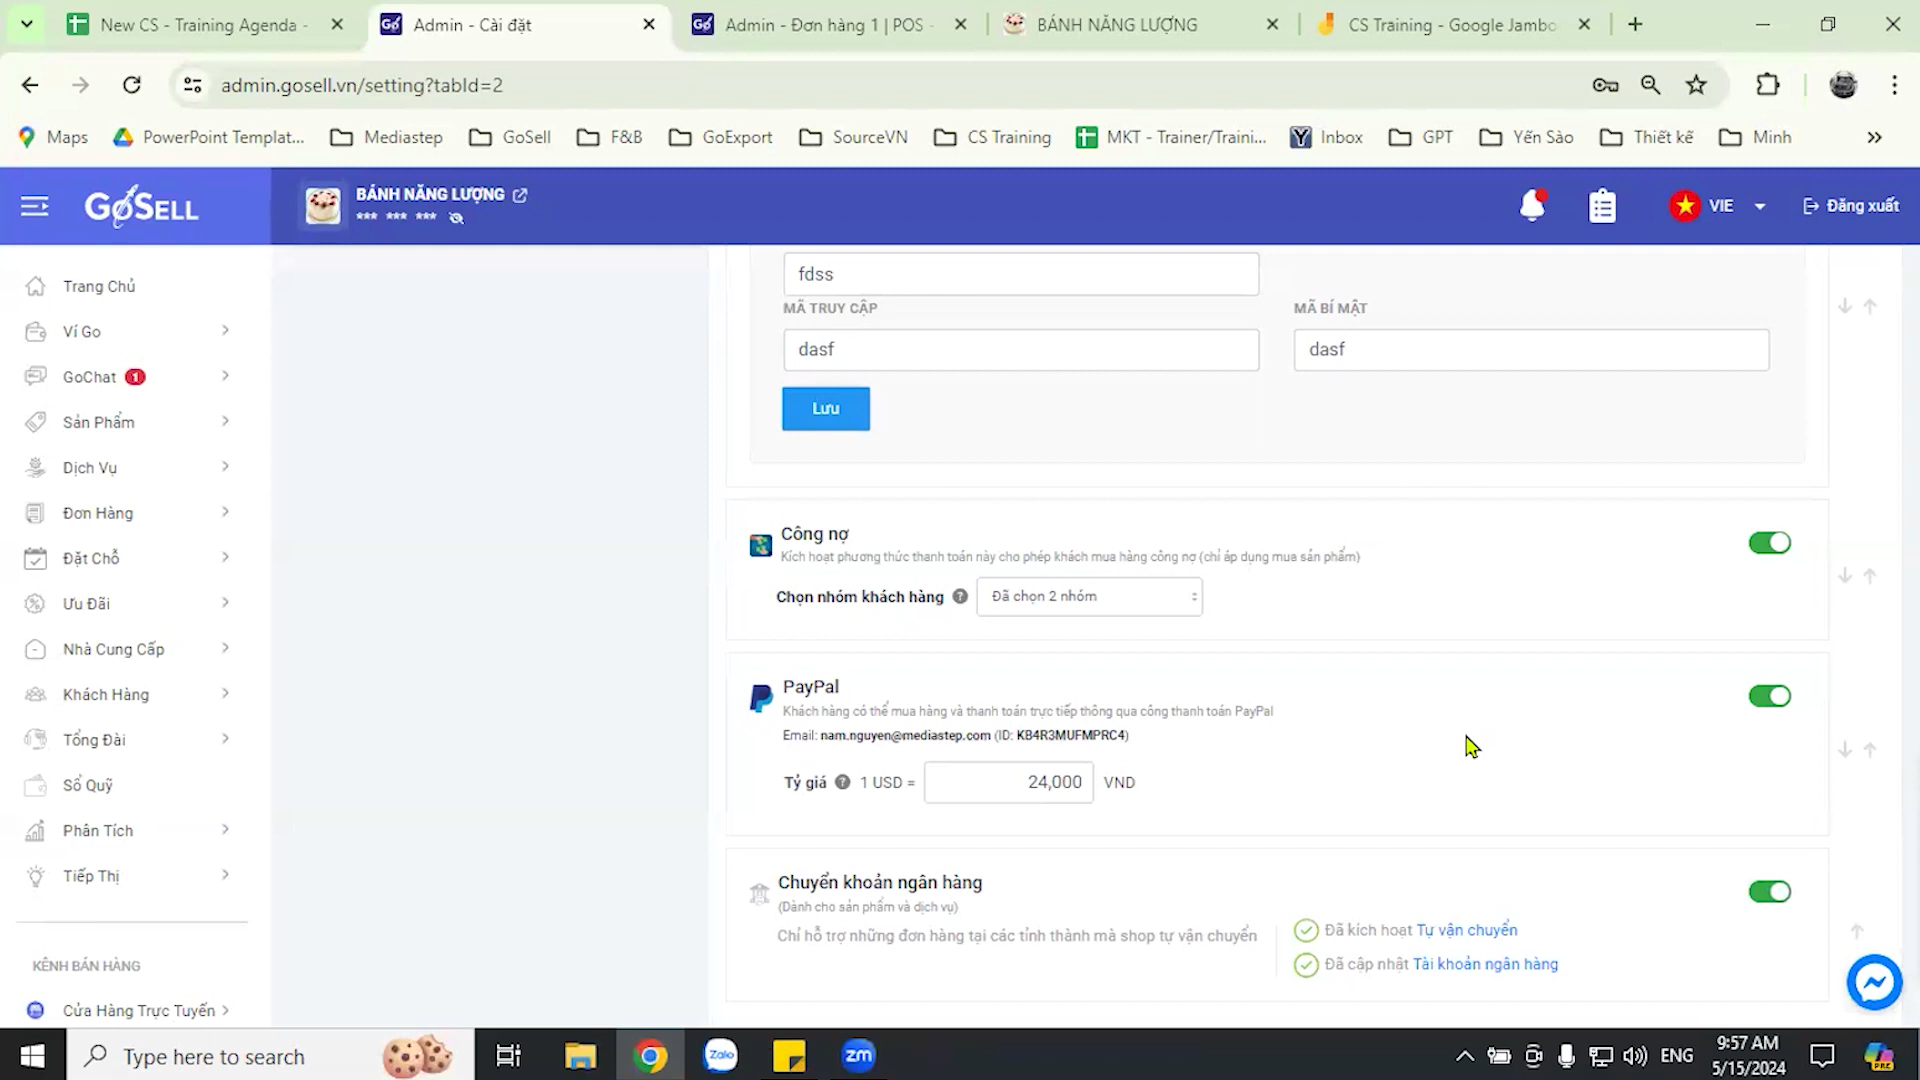 New CS - Training Agenda -
Admin - Cài đặt
Admin - Đơn hàng 1 | POS -
BÁNH NĂNG LƯỢNG
CS Training - Google Jambo
admin.gosell.vn/setting?tabId=2
Maps
PowerPoint Templat...
Mediastep
GoSell
F&B
GoExport
SourceVN
CS Training
MKT - Trainer/Traini...
Inbox
GPT
Yến Sào
Thiết kế
Minh
GoSELL
BÁNH NĂNG LƯỢNG
*** *** ***
VIE
Đăng xuất
Trang Chủ
Ví Go
GoChat 1
Sản Phẩm
Dịch Vụ
Đơn Hàng
Đặt Chỗ
Ưu Đãi
Nhà Cung Cấp
Khách Hàng
Tổng Đài
Sổ Quỹ
Phân Tích
Tiếp Thị
KÊNH BÁN HÀNG
Cửa Hàng Trực Tuyến
fdss
MÃ TRUY CẬP
MÃ BÍ MẬT
dasf
dasf
Lưu
Công nợ
Kích hoạt phương thức thanh toán này cho phép khách mua hàng công nợ (chỉ áp dụng mua sản phẩm)
Chọn nhóm khách hàng ? Đã chọn 2 nhóm
PayPal
Khách hàng có thể mua hàng và thanh toán trực tiếp thông qua cổng thanh toán PayPal
Email: nam.nguyen@mediastep.com (ID: KB4R3MUFMPRC4)
Tỷ giá ? 1 USD = 24,000 VND
Chuyển khoản ngân hàng
(Dành cho sản phẩm và dịch vụ)
Chỉ hỗ trợ những đơn hàng tại các tỉnh thành mà shop tự vận chuyển
Đã kích hoạt Tự vận chuyển
Đã cập nhật Tài khoản ngân hàng
Type here to search
Zalo
zm
ENG
9:57 AM
5/15/2024
PRE